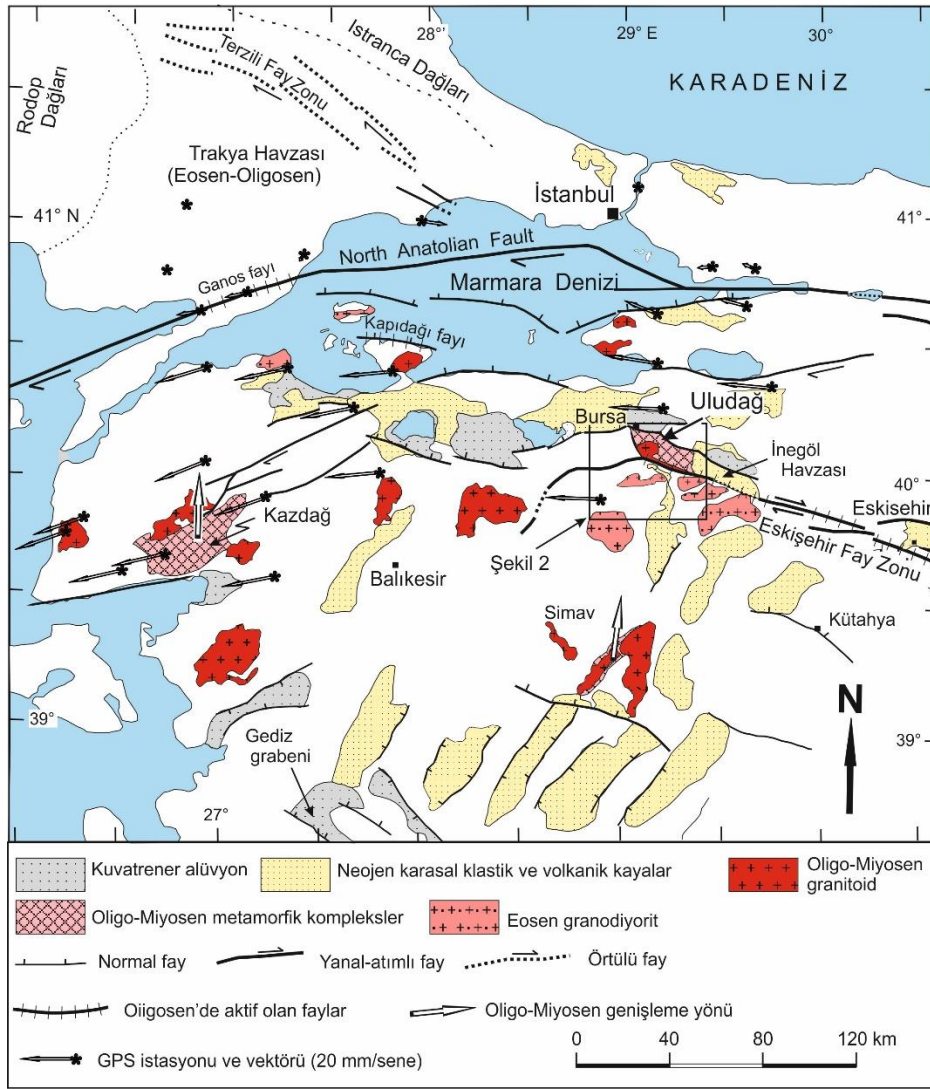 28°'
29° E
30°
KARADENİZ
Istranca Dağları
Terzili Fay Zonu
Rodop
Dağları
Trakya Havzası
(Eosen-Oligosen)
İstanbul
41° N
41°
North Anatolian Fault
Ganos fayı
Marmara Denizi
Kapıdağı fayı
Bursa
Uludağ
İnegöl
Havzası
40°
Eskisehir
Kazdağ
Eskişehir Fay Zonu
Şekil 2
Balıkesir
Simav
Kütahya
N
39°
39°
Gediz
grabeni
27°
Kuvatrener alüvyon
Neojen karasal klastik ve volkanik kayalar
Oligo-Miyosen
granitoid
Oligo-Miyosen metamorfik kompleksler
Eosen granodiyorit
Normal fay
Yanal-atımlı fay
Örtülü fay
Oiigosen'de aktif olan faylar
Oligo-Miyosen genişleme yönü
GPS istasyonu ve vektörü (20 mm/sene)
0 40 80 120 km